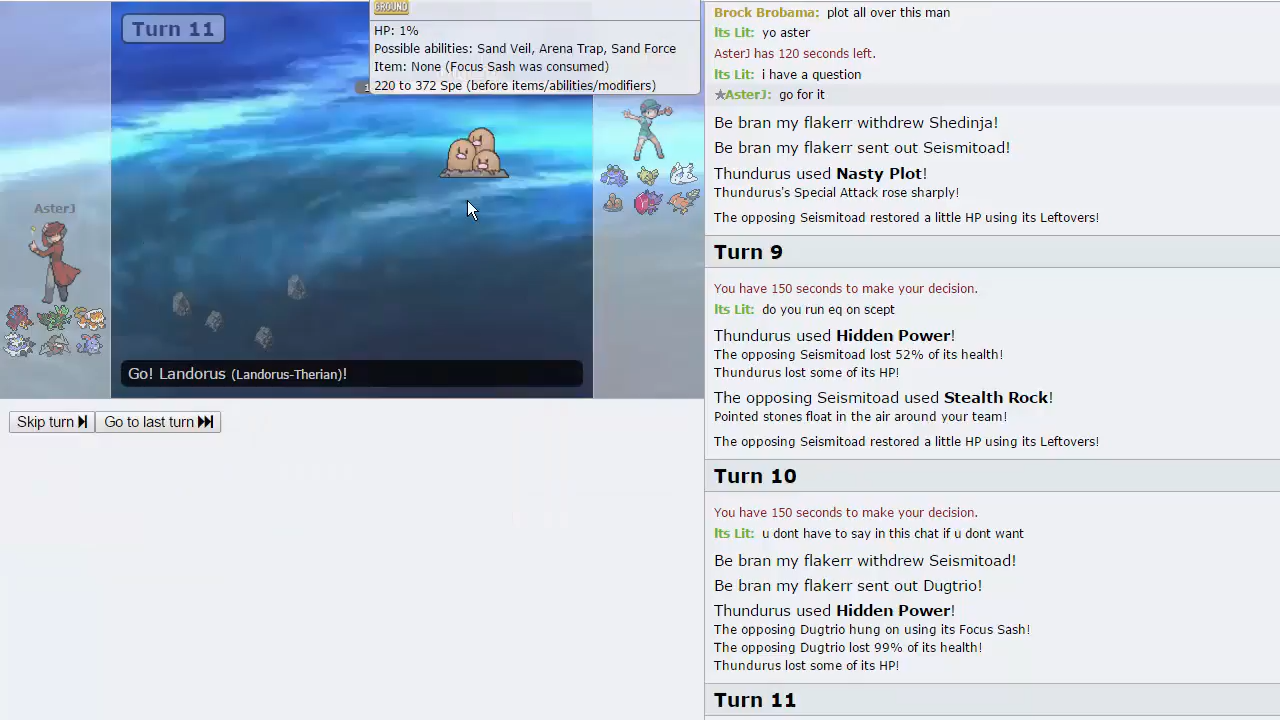 Turn 11
GROUND
HP: 1%
Possible abilities: Sand Veil, Arena Trap, Sand Force
Item: None (Focus Sash was consumed)
220 to 372 Spe (before items/abilities/modifiers)
AsterJ
Go! Landorus (Landorus-Therian)!
Skip turn
Go to last turn
Brock Brobama: plot all over this man
lts Lit: yo aster
AsterJ has 120 seconds left.
lts Lit: i have a question
★AsterJ: go for it
Be bran my flakerr withdrew Shedinja!
Be bran my flakerr sent out Seismitoad!
Thundurus used Nasty Plot!
Thundurus's Special Attack rose sharply!
The opposing Seismitoad restored a little HP using its Leftovers!
Turn 9
You have 150 seconds to make your decision.
lts Lit: do you run eq on scept
Thundurus used Hidden Power!
The opposing Seismitoad lost 52% of its health!
Thundurus lost some of its HP!
The opposing Seismitoad used Stealth Rock!
Pointed stones float in the air around your team!
The opposing Seismitoad restored a little HP using its Leftovers!
Turn 10
You have 150 seconds to make your decision.
lts Lit: u dont have to say in this chat if u dont want
Be bran my flakerr withdrew Seismitoad!
Be bran my flakerr sent out Dugtrio!
Thundurus used Hidden Power!
The opposing Dugtrio hung on using its Focus Sash!
The opposing Dugtrio lost 99% of its health!
Thundurus lost some of its HP!
Turn 11